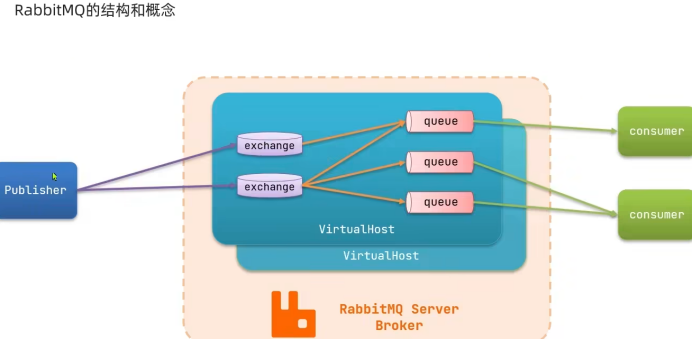 RabbitMQ的结构和概念
queue
consumer
exchange
queue
Publisher
exchange
queue
consumer
VirtualHost
VirtualHost
RabbitMQ Server
Broker